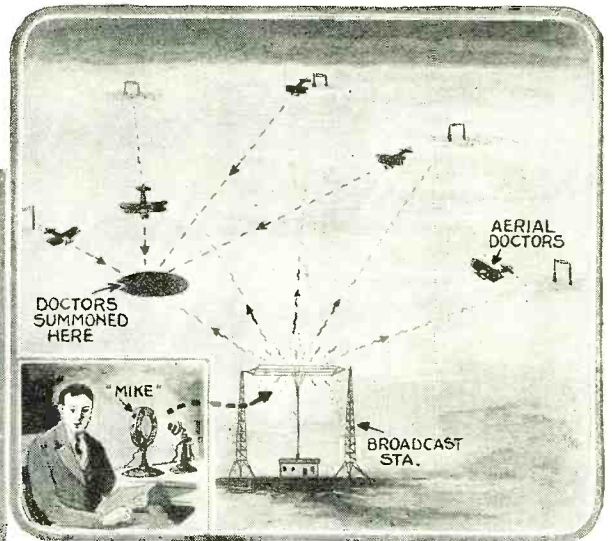 AERIAL
DOCTORS
DOCTORS
SUMMONED
HERE
"MIKE"
BROADCAST
STA.